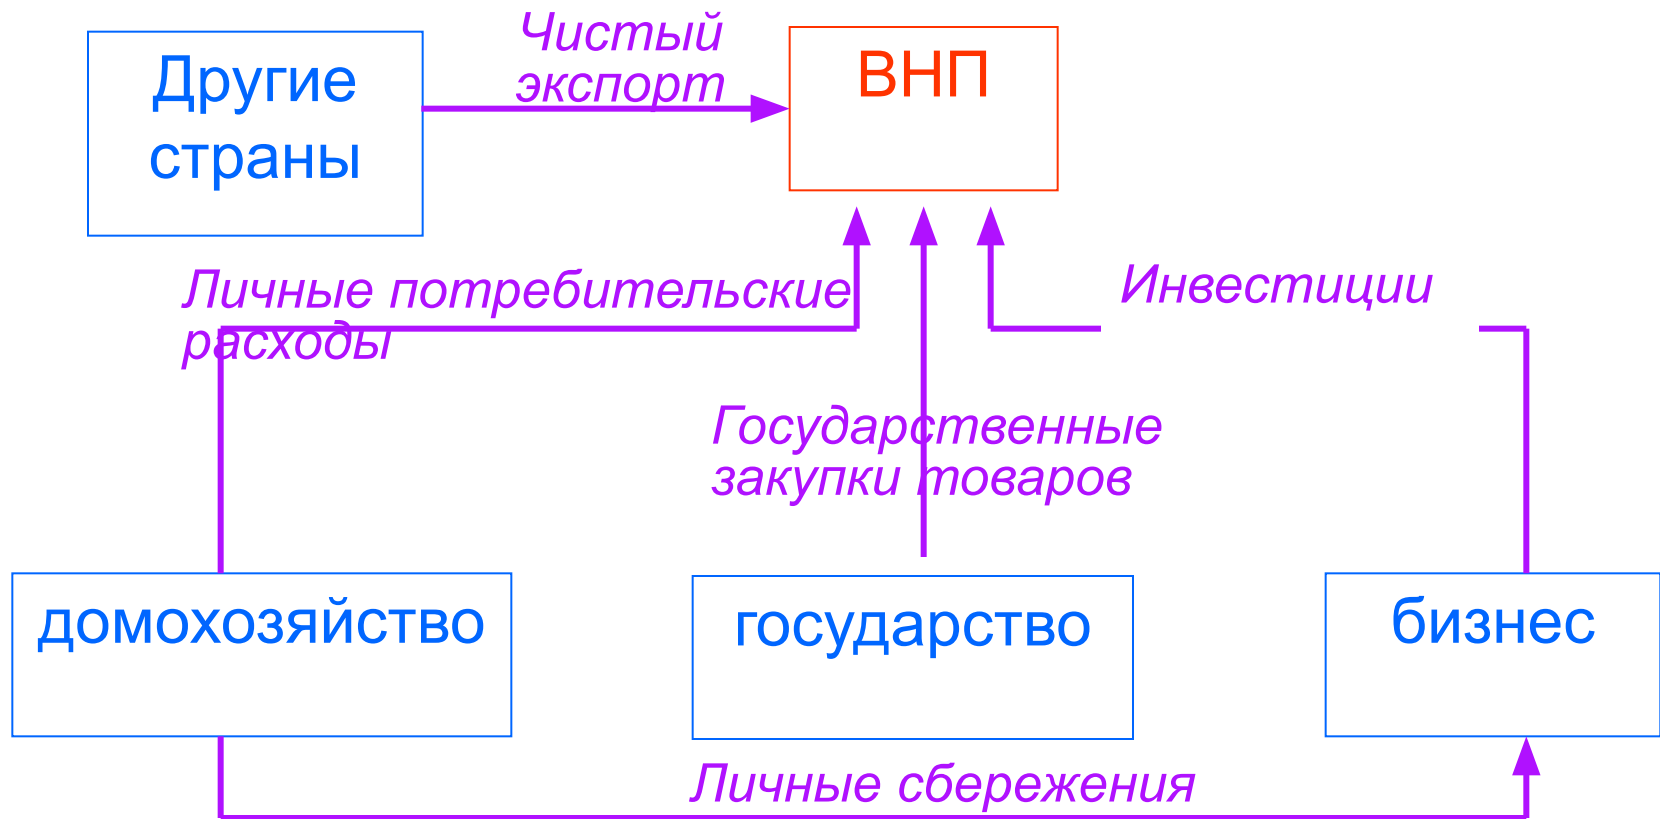 Чистый
экспорт
Другие
страны
ВНП
Личные потребительские
расходы
Инвестиции
Государственные
закупки товаров
домохозяйство
государство
бизнес
Личные сбережения